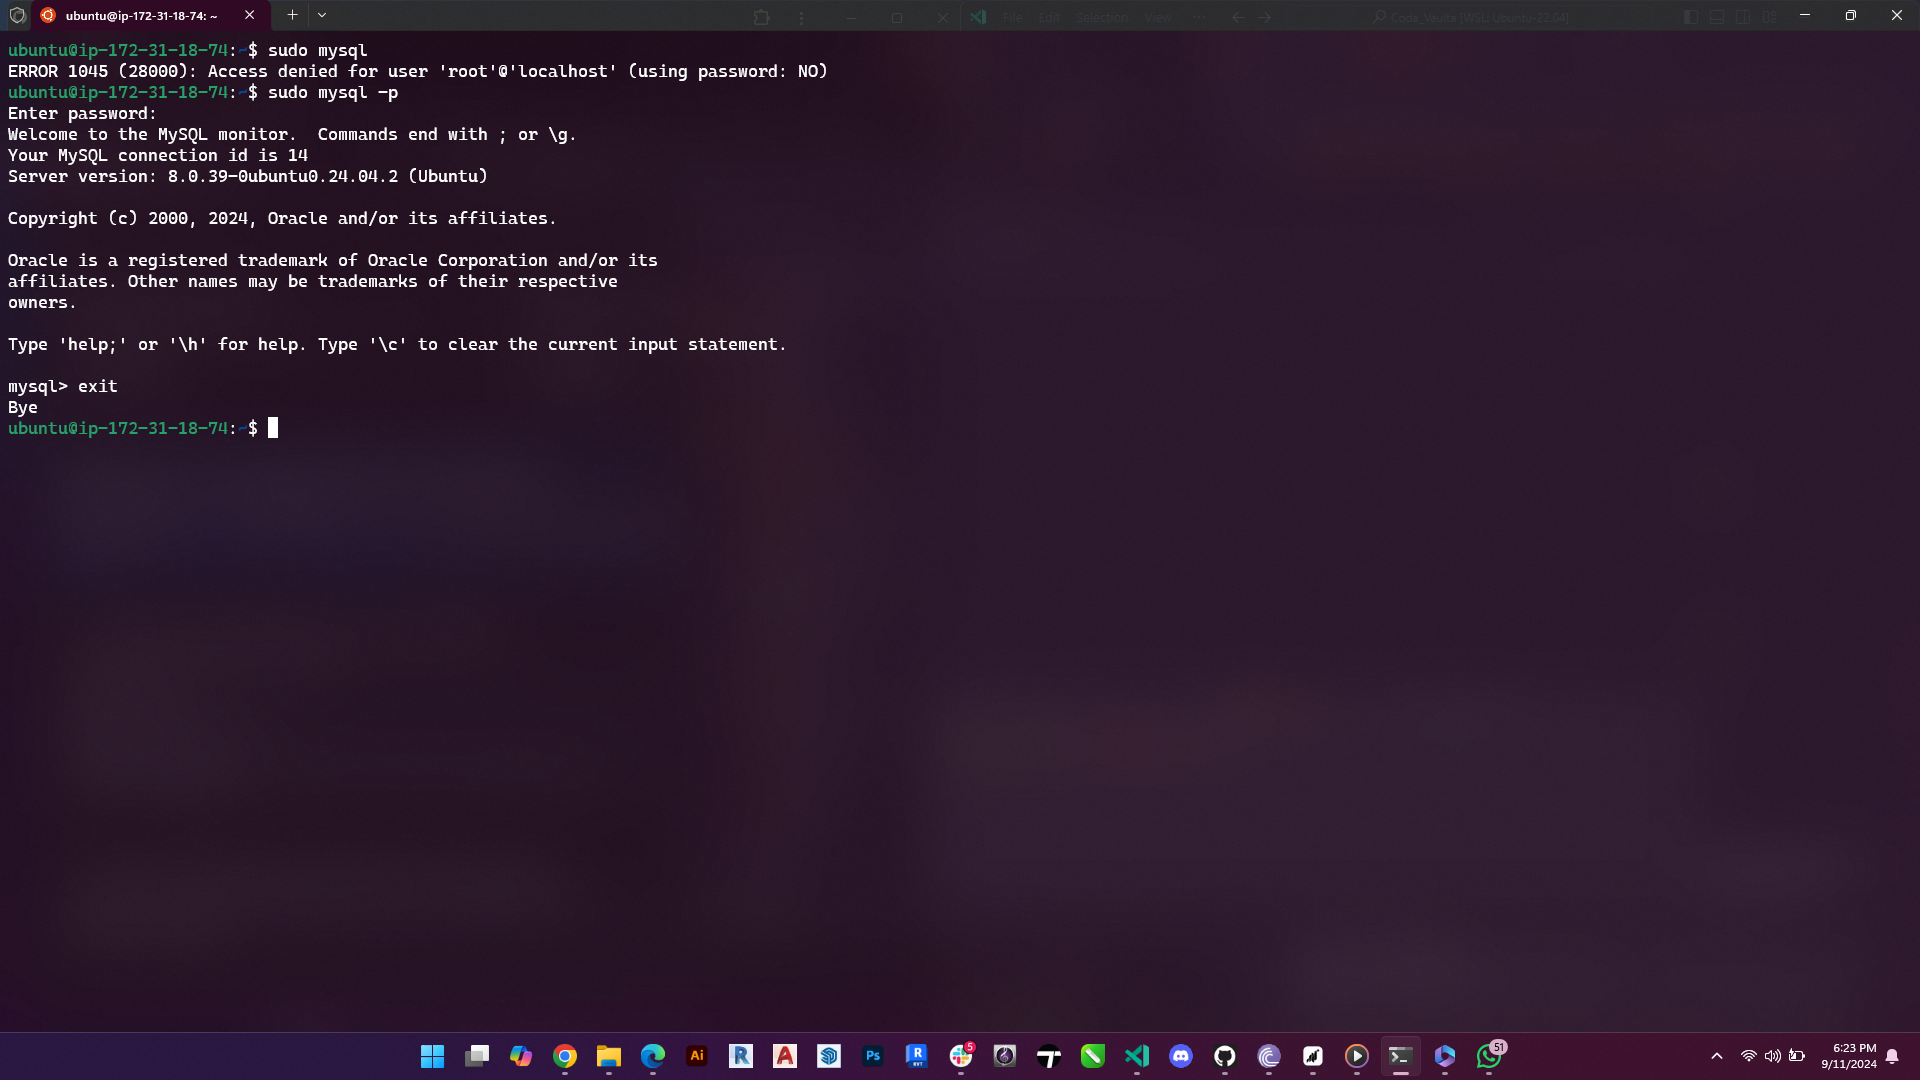 ubuntu@ip-172-31-18-74: ~
File Edit Selection View ... Coda_Vaulta [WSL: Ubuntu-22.04]
ubuntu@ip-172-31-18-74:~$ sudo mysql
ERROR 1045 (28000): Access denied for user 'root'@'localhost' (using password: NO)
ubuntu@ip-172-31-18-74:~$ sudo mysql -p
Enter password:
Welcome to the MySQL monitor.  Commands end with ; or \g.
Your MySQL connection id is 14
Server version: 8.0.39-0ubuntu0.24.04.2 (Ubuntu)
Copyright (c) 2000, 2024, Oracle and/or its affiliates.
Oracle is a registered trademark of Oracle Corporation and/or its
affiliates. Other names may be trademarks of their respective
owners.
Type 'help;' or '\h' for help. Type '\c' to clear the current input statement.
mysql> exit
Bye
ubuntu@ip-172-31-18-74:~$
Ai R A Ps R RVT 5 51
6:23 PM
9/11/2024